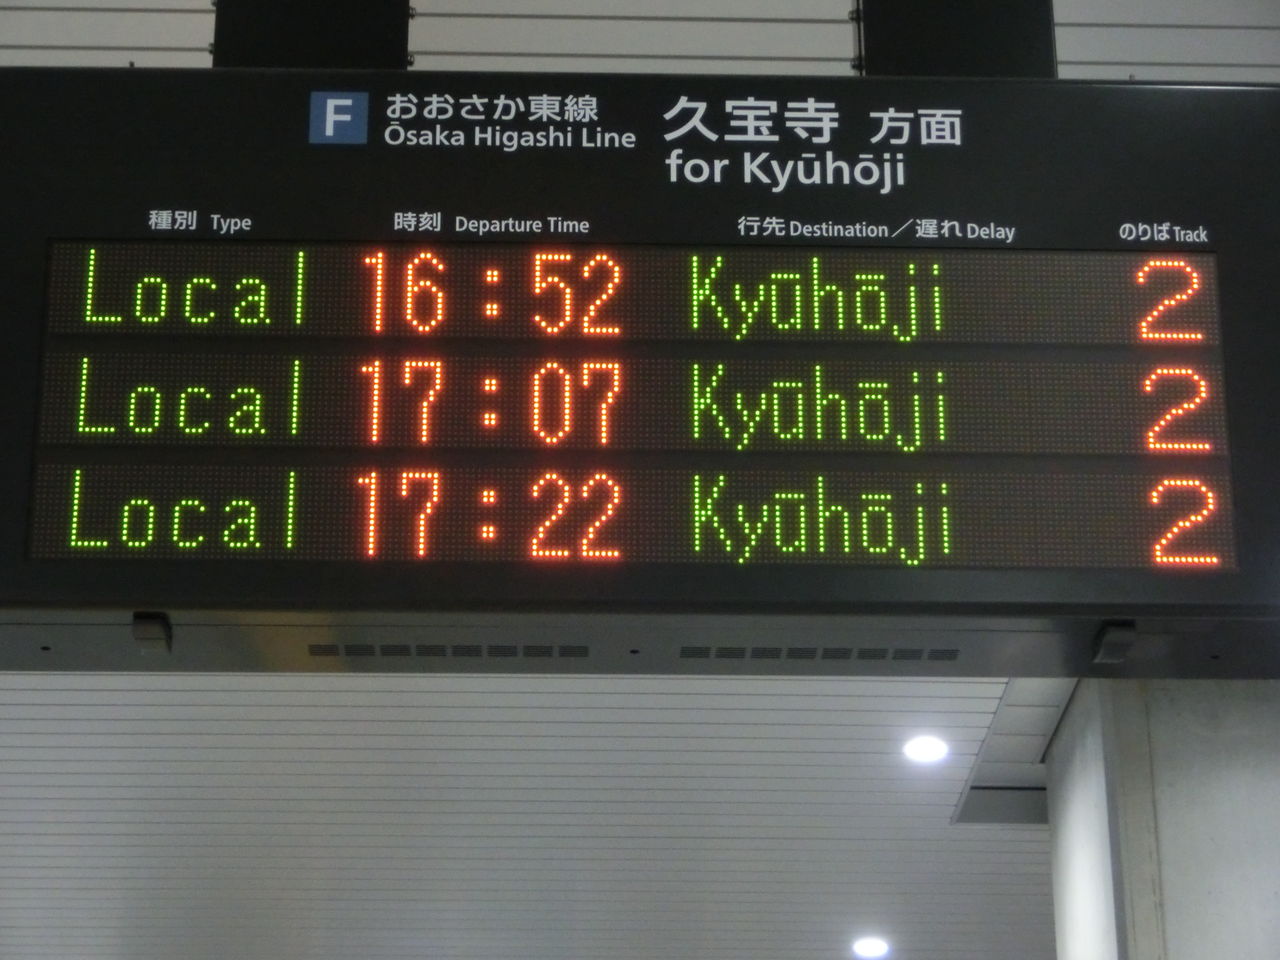 F おおさか東線 久宝寺 方面
Ōsaka Higashi Line for Kyūhōji
種別 Type 時刻 Departure Time 行先 Destination／遅れ Delay のりば Track
Local 16:52 Kyūhōji 2
Local 17:07 Kyūhōji 2
Local 17:22 Kyūhōji 2